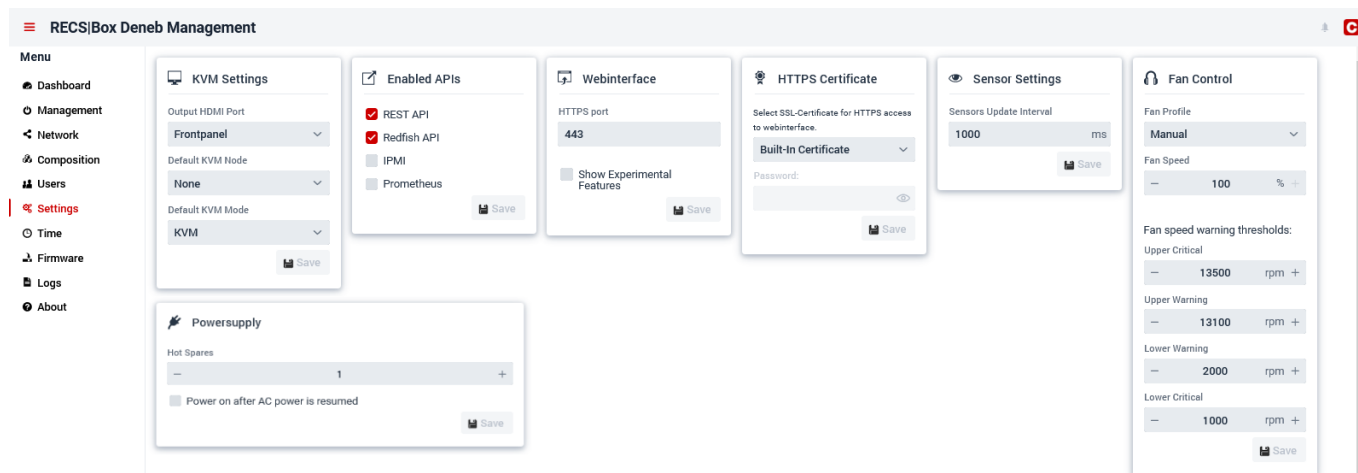 RECS|Box Deneb Management
C
Menu
Dashboard
Management
Network
Composition
Users
Settings
Time
Firmware
Logs
About
KVM Settings
Output HDMI Port
Frontpanel
Default KVM Node
None
Default KVM Mode
KVM
Save
Enabled APIs
REST API
Redfish API
IPMI
Prometheus
Save
Webinterface
HTTPS port
443
Show Experimental
Features
Save
HTTPS Certificate
Select SSL-Certificate for HTTPS access
to webinterface.
Built-In Certificate
Password:
Save
Sensor Settings
Sensors Update Interval
1000 ms
Save
Fan Control
Fan Profile
Manual
Fan Speed
− 100 % +
Fan speed warning thresholds:
Upper Critical
− 13500 rpm +
Upper Warning
− 13100 rpm +
Lower Warning
− 2000 rpm +
Lower Critical
− 1000 rpm +
Save
Powersupply
Hot Spares
− 1 +
Power on after AC power is resumed
Save